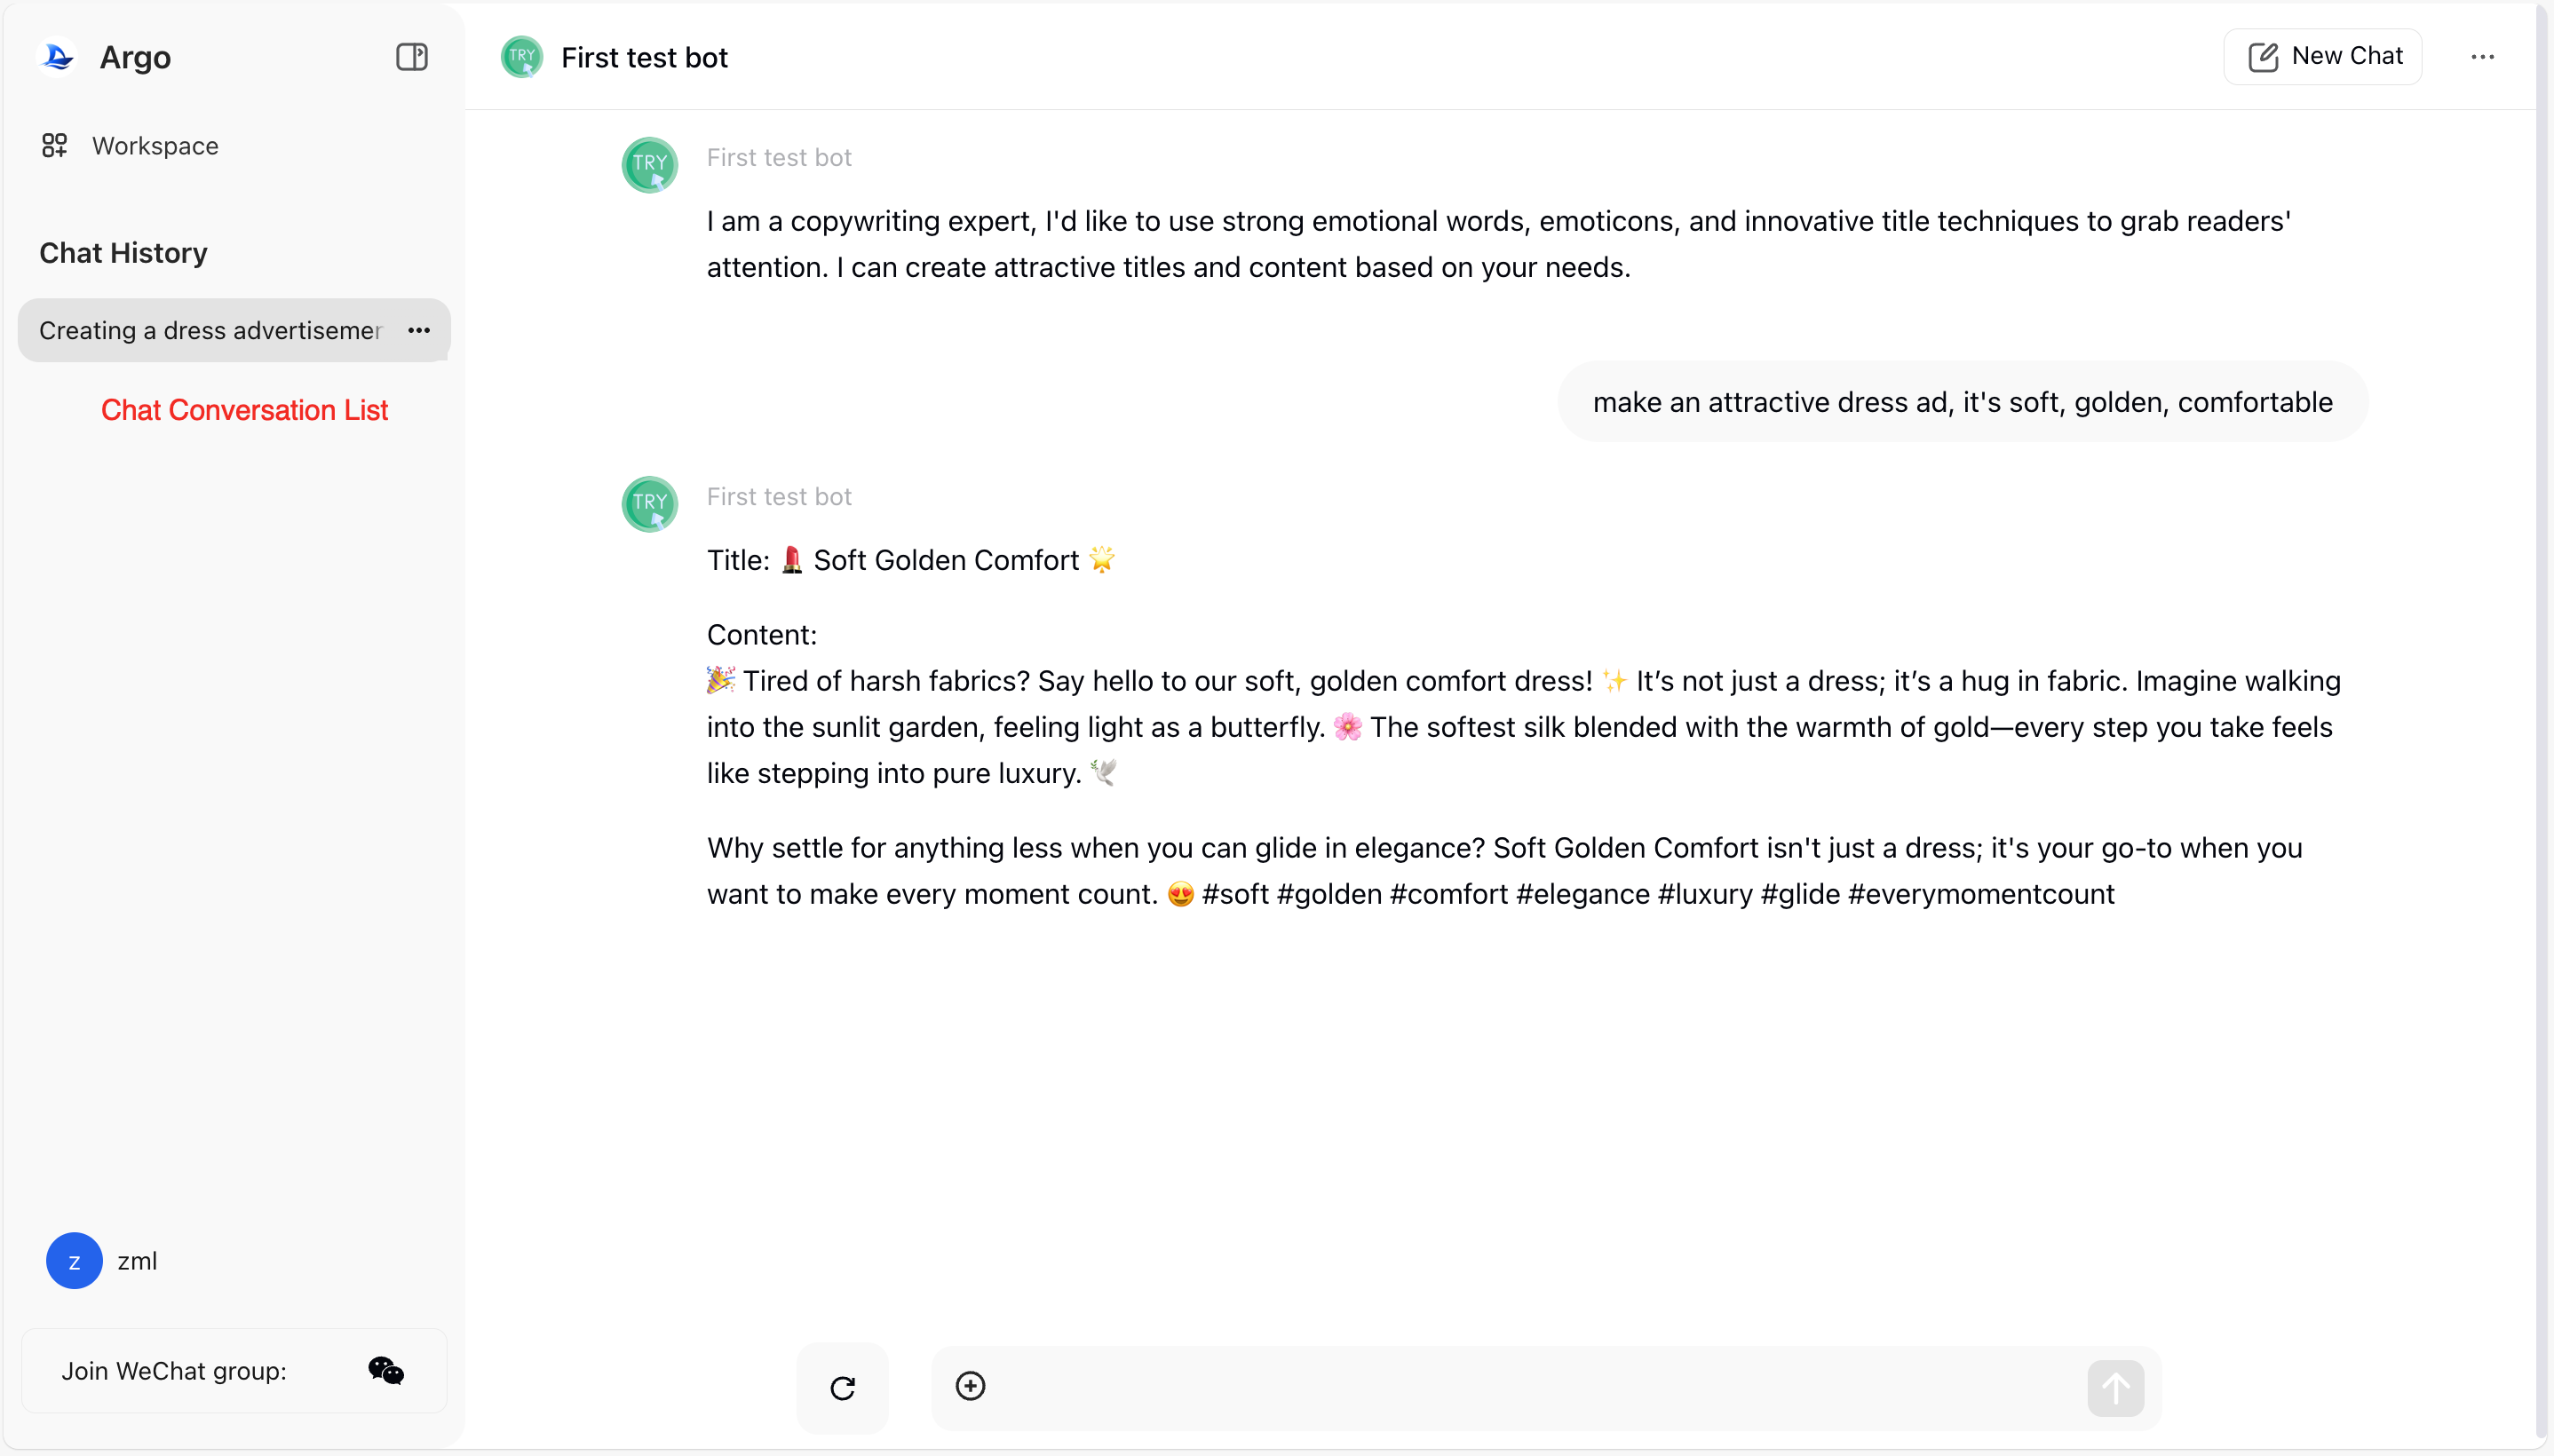 Argo
Workspace
Chat History
Creating a dress advertisemen
Chat Conversation List
z
zml
Join WeChat group:
TRY
First test bot
New Chat
TRY
First test bot
I am a copywriting expert, I'd like to use strong emotional words, emoticons, and innovative title techniques to grab readers'
attention. I can create attractive titles and content based on your needs.
make an attractive dress ad, it's soft, golden, comfortable
TRY
First test bot
Title: 💄 Soft Golden Comfort 🌟
Content:
🎉 Tired of harsh fabrics? Say hello to our soft, golden comfort dress! ✨ It’s not just a dress; it’s a hug in fabric. Imagine walking
into the sunlit garden, feeling light as a butterfly. 🌸 The softest silk blended with the warmth of gold—every step you take feels
like stepping into pure luxury. 🕊️
Why settle for anything less when you can glide in elegance? Soft Golden Comfort isn't just a dress; it's your go-to when you
want to make every moment count. 😍 #soft #golden #comfort #elegance #luxury #glide #everymomentcount